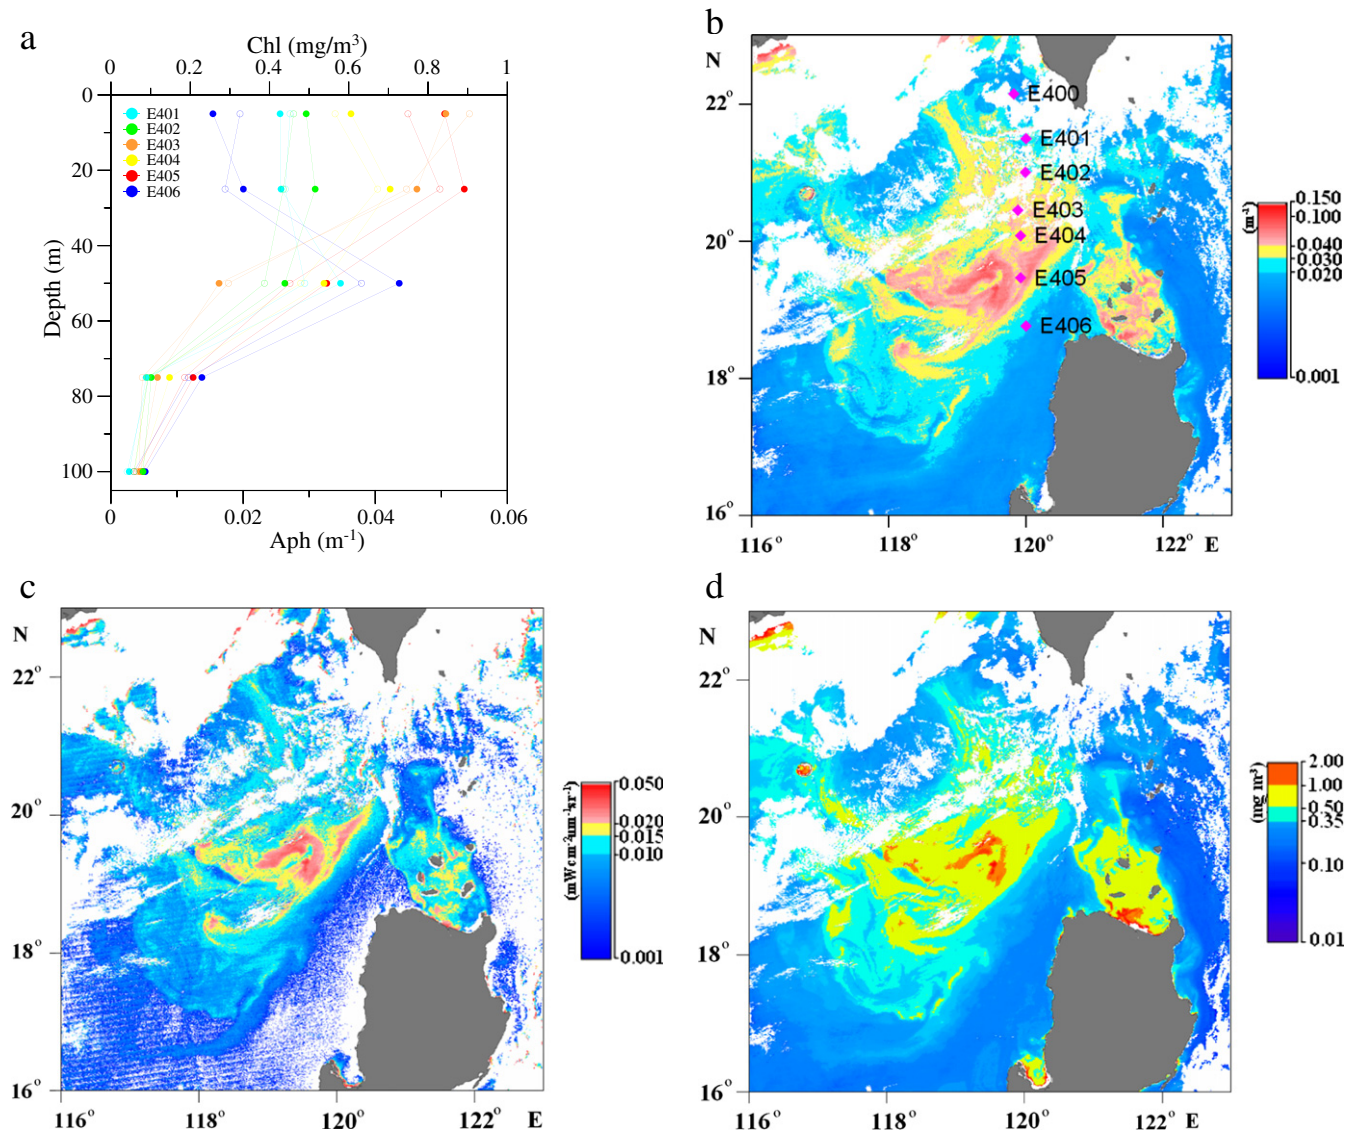 a
Chl (mg/m³)
0 0.2 0.4 0.6 0.8 1
0
20
40
60
80
100
Depth (m)
E401
E402
E403
E404
E405
E406
0 0.02 0.04 0.06
Aph (m⁻¹)
b
N
22°
20°
18°
16°
116° 118° 120° 122° E
E400
E401
E402
E403
E404
E405
E406
(m⁻¹)
0.150
0.100
0.040
0.030
0.020
0.001
c
N
22°
20°
18°
16°
116° 118° 120° 122° E
(mWcm⁻²um⁻¹sr⁻¹)
0.050
0.020
0.015
0.010
0.001
d
N
22°
20°
18°
16°
116° 118° 120° 122° E
(mg m⁻³)
2.00
1.00
0.50
0.35
0.10
0.01